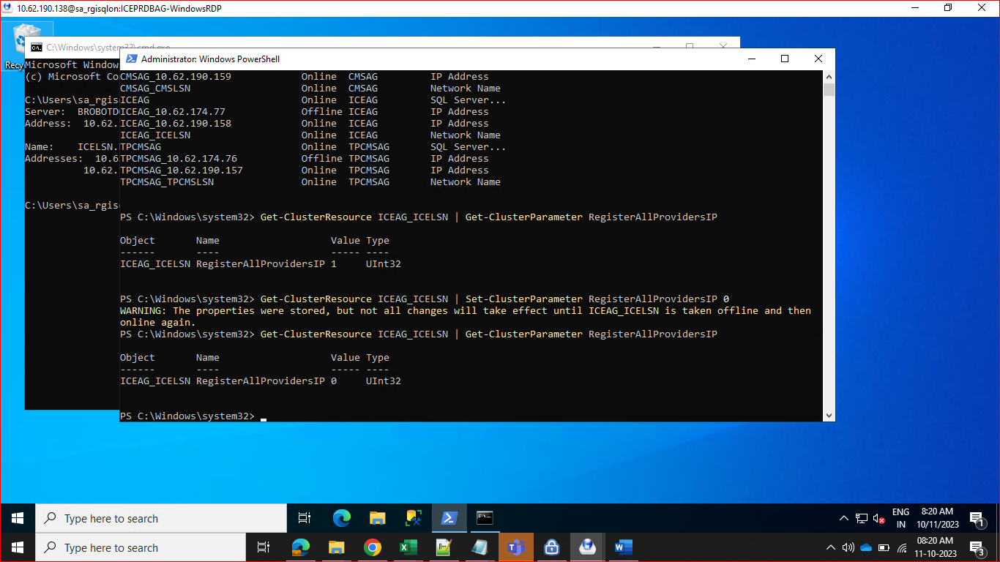 10.62.190.138@sa_rgisqlon:ICEPRDBAG-WindowsRDP
C:\Windows\system32\cmd.exe
Administrator: Windows PowerShell
Recy
Microsoft Window
(c) Microsoft Co
C:\Users\sa_rgis
Server:  BROBOTD
Address:  10.62.
Name:    ICELSN.
Addresses:  10.6
10.62.
C:\Users\sa_rgis
CMSAG_10.62.190.159 Online CMSAG IP Address
CMSAG_CMSLSN Online CMSAG Network Name
ICEAG Online ICEAG SQL Server...
ICEAG_10.62.174.77 Offline ICEAG IP Address
ICEAG_10.62.190.158 Online ICEAG IP Address
ICEAG_ICELSN Online ICEAG Network Name
TPCMSAG Online TPCMSAG SQL Server...
TPCMSAG_10.62.174.76 Offline TPCMSAG IP Address
TPCMSAG_10.62.190.157 Online TPCMSAG IP Address
TPCMSAG_TPCMSLSN Online TPCMSAG Network Name
PS C:\Windows\system32> Get-ClusterResource ICEAG_ICELSN | Get-ClusterParameter RegisterAllProvidersIP
Object Name Value Type
------ ---- ----- ----
ICEAG_ICELSN RegisterAllProvidersIP 1 UInt32
PS C:\Windows\system32> Get-ClusterResource ICEAG_ICELSN | Set-ClusterParameter RegisterAllProvidersIP 0
WARNING: The properties were stored, but not all changes will take effect until ICEAG_ICELSN is taken offline and then
online again.
PS C:\Windows\system32> Get-ClusterResource ICEAG_ICELSN | Get-ClusterParameter RegisterAllProvidersIP
Object Name Value Type
------ ---- ----- ----
ICEAG_ICELSN RegisterAllProvidersIP 0 UInt32
PS C:\Windows\system32>
Type here to search
ENG
IN
8:20 AM
10/11/2023
1
Type here to search
08:20 AM
11-10-2023
3